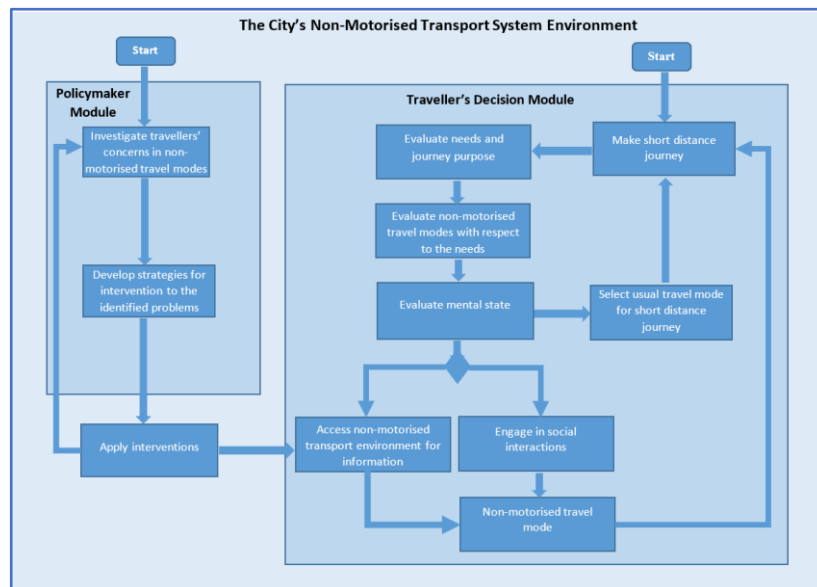 The City's Non-Motorised Transport System Environment
Start
Start
Policymaker
Module
Traveller's Decision Module
Investigate travellers'
concerns in non-
motorised travel modes
Evaluate needs and
journey purpose
Make short distance
journey
Evaluate non-motorised
travel modes with respect
to the needs
Develop strategies for
intervention to the
identified problems
Evaluate mental state
Select usual travel mode
for short distance
journey
Apply interventions
Access non-motorised
transport environment for
information
Engage in social
interactions
Non-motorised travel
mode